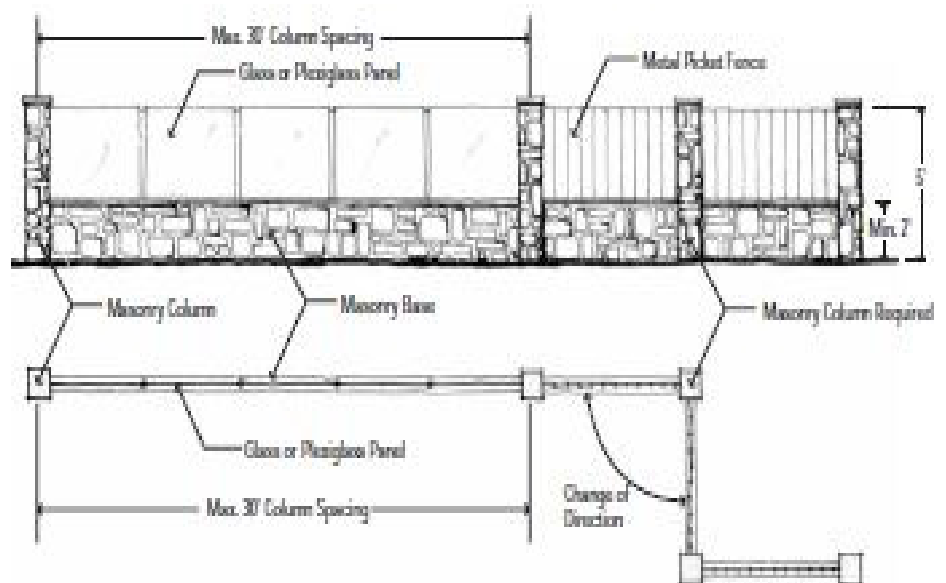 Max. 30' Column Spacing
Glass or Plexiglass Panel
Metal Picket Fence
Min. 2'
Masonry Column
Masonry Base
Masonry Column Required
Glass or Plexiglass Panel
Max. 30' Column Spacing
Change of
Direction